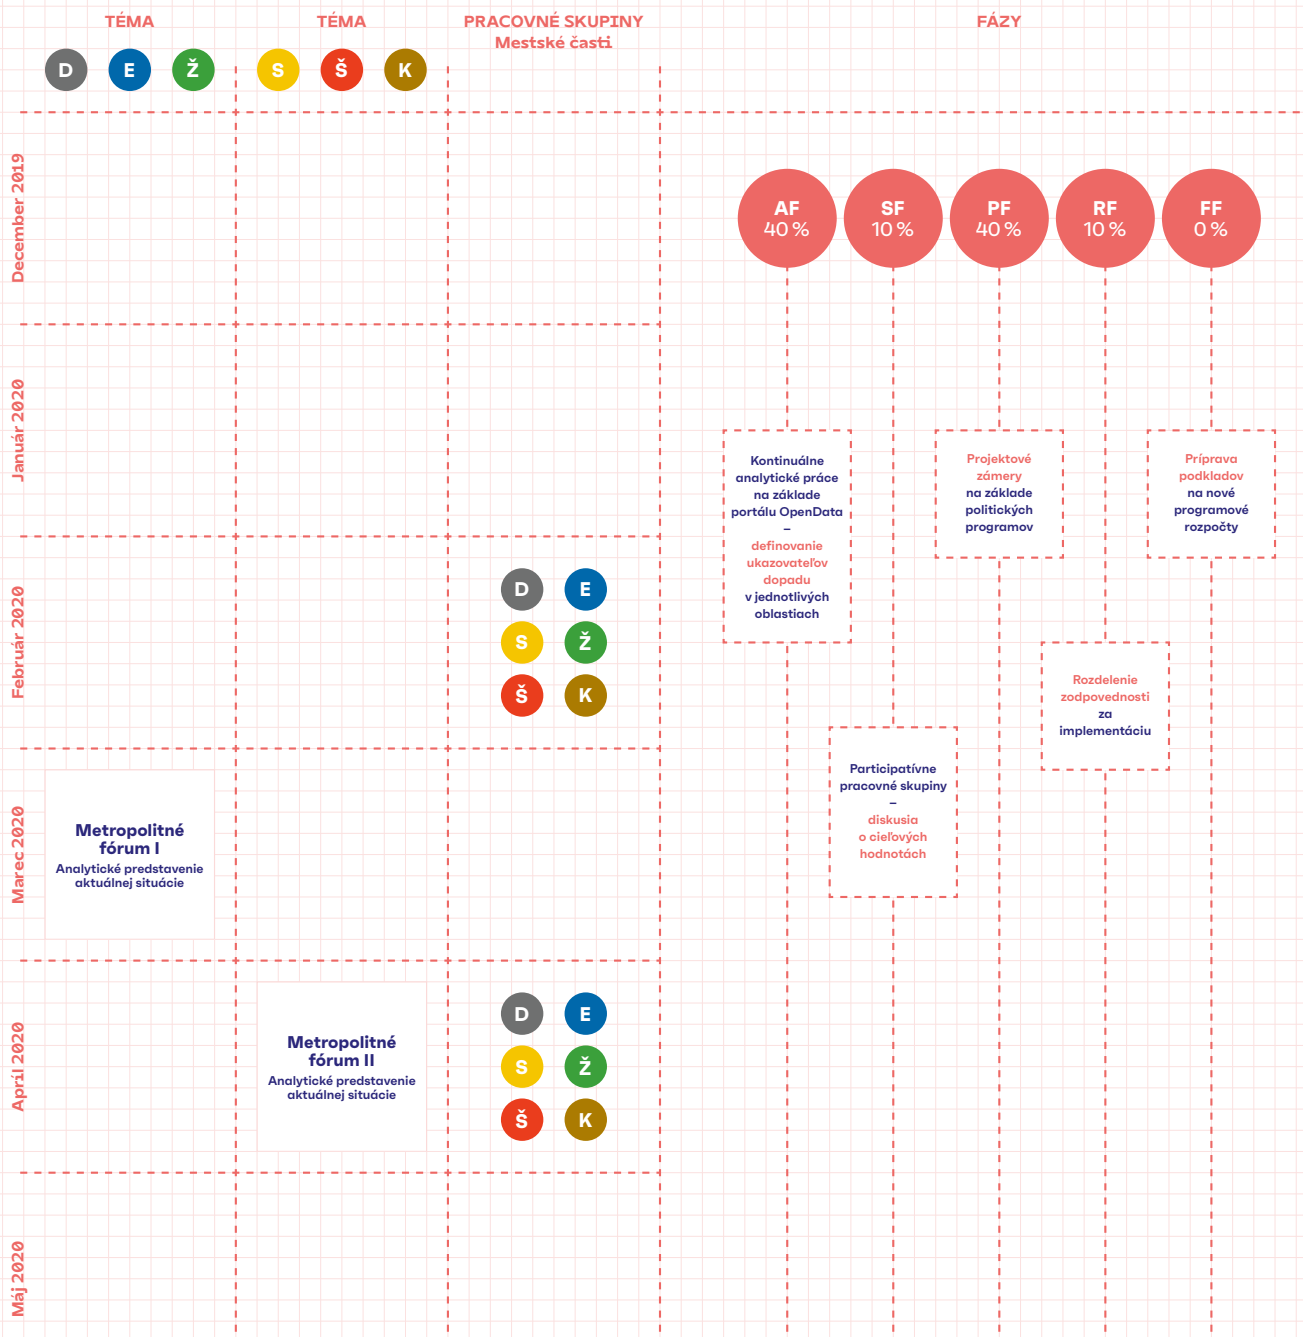 TÉMA
D E Ž
TÉMA
S Š K
PRACOVNÉ SKUPINY
Mestské časti
FÁZY
December 2019
AF
40 %
SF
10 %
PF
40 %
RF
10 %
FF
0 %
Január 2020
Kontinuálne
analytické práce
na základe
portálu OpenData
–
definovanie
ukazovateľov
dopadu
v jednotlivých
oblastiach
Projektové
zámery
na základe
politických
programov
Príprava
podkladov
na nové
programové
rozpočty
Február 2020
D E
S Ž
Š K
Rozdelenie
zodpovednosti
za
implementáciu
Marec 2020
Metropolitné
fórum I
Analytické predstavenie
aktuálnej situácie
Participatívne
pracovné skupiny
–
diskusia
o cieľových
hodnotách
Apríl 2020
Metropolitné
fórum II
Analytické predstavenie
aktuálnej situácie
D E
S Ž
Š K
Máj 2020